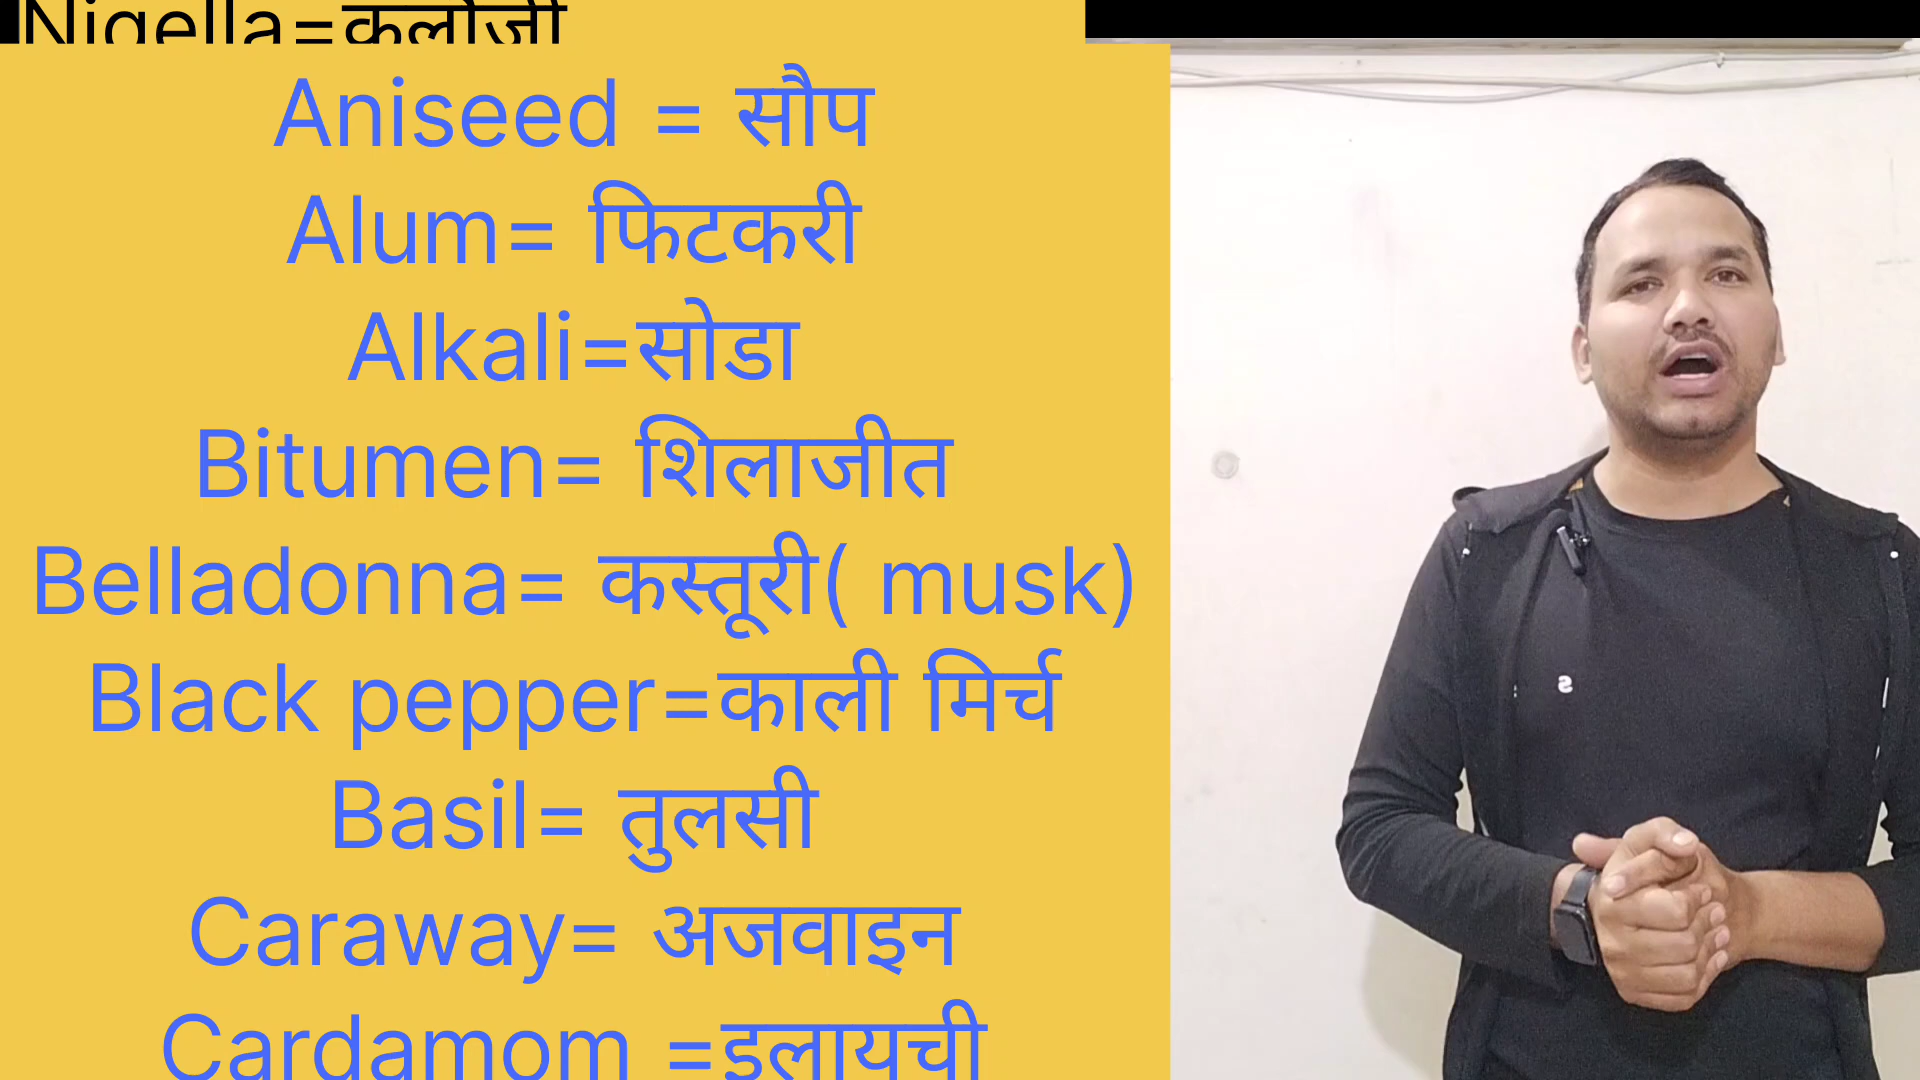 Nigella=कलौंजी
Aniseed = सौप
Alum= फिटकरी
Alkali=सोडा
Bitumen= शिलाजीत
Belladonna= कस्तूरी( musk)
Black pepper=काली मिर्च
Basil= तुलसी
Caraway= अजवाइन
Cardamom =इलायची